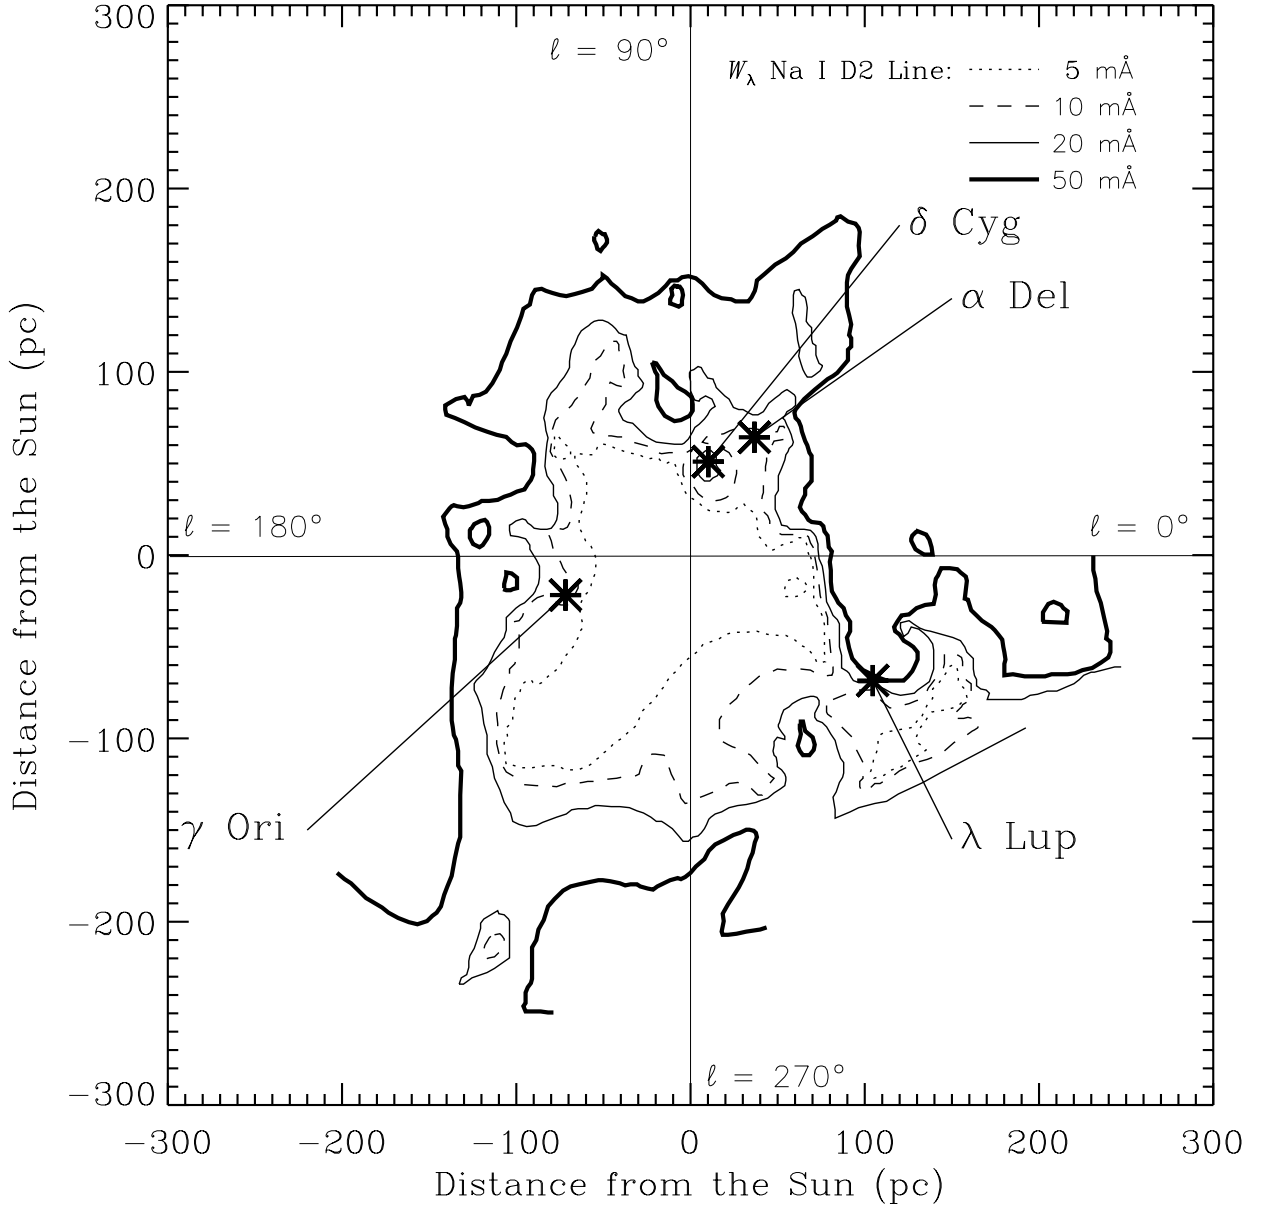 300
ℓ = 90°
W_λ Na I D2 Line: 5 mÅ
10 mÅ
20 mÅ
50 mÅ
200
δ Cyg
α Del
100
ℓ = 180°
ℓ = 0°
0
Distance from the Sun (pc)
−100
γ Ori
λ Lup
−200
ℓ = 270°
−300
−300 −200 −100 0 100 200 300
Distance from the Sun (pc)